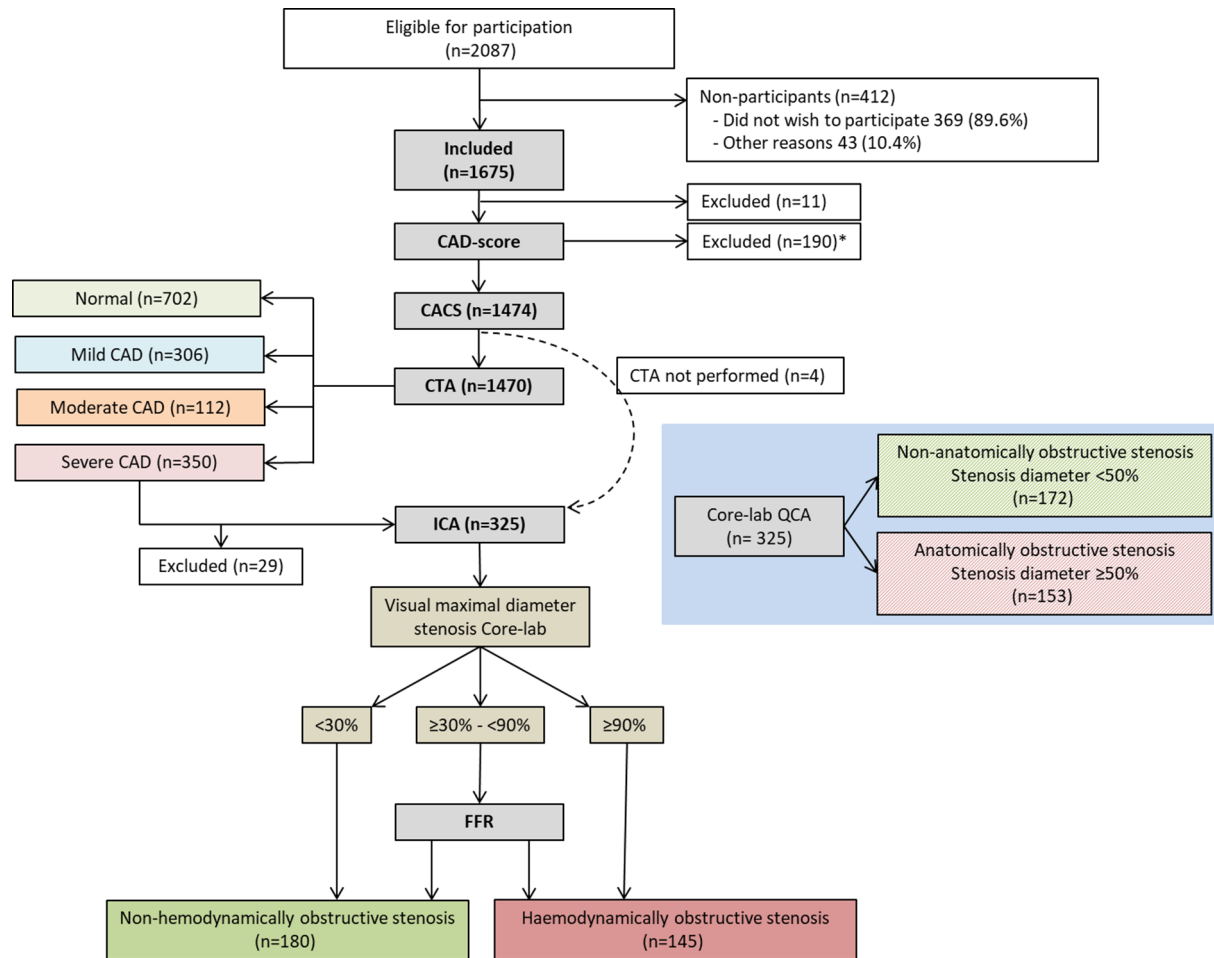 Eligible for participation
(n=2087)
Non-participants (n=412)
- Did not wish to participate 369 (89.6%)
- Other reasons 43 (10.4%)
Included
(n=1675)
Excluded (n=11)
CAD-score
Excluded (n=190)*
CACS (n=1474)
Normal (n=702)
Mild CAD (n=306)
Moderate CAD (n=112)
Severe CAD (n=350)
CTA (n=1470)
CTA not performed (n=4)
Excluded (n=29)
ICA (n=325)
Core-lab QCA
(n= 325)
Non-anatomically obstructive stenosis
Stenosis diameter <50%
(n=172)
Anatomically obstructive stenosis
Stenosis diameter ≥50%
(n=153)
Visual maximal diameter
stenosis Core-lab
<30%
≥30% - <90%
≥90%
FFR
Non-hemodynamically obstructive stenosis
(n=180)
Haemodynamically obstructive stenosis
(n=145)